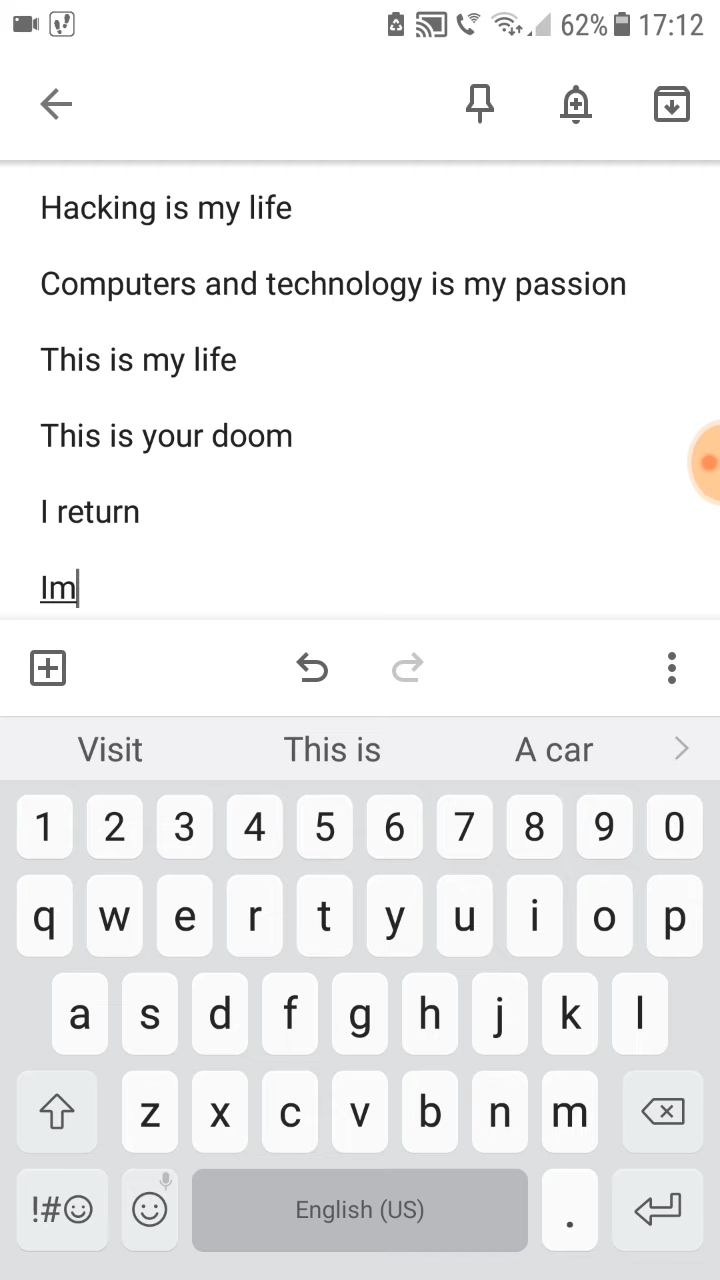 62% 17:12
Hacking is my life
Computers and technology is my passion
This is my life
This is your doom
I return
Im
Visit This is A car
1 2 3 4 5 6 7 8 9 0
q w e r t y u i o p
a s d f g h j k l
z x c v b n m
!#☺ English (US) .